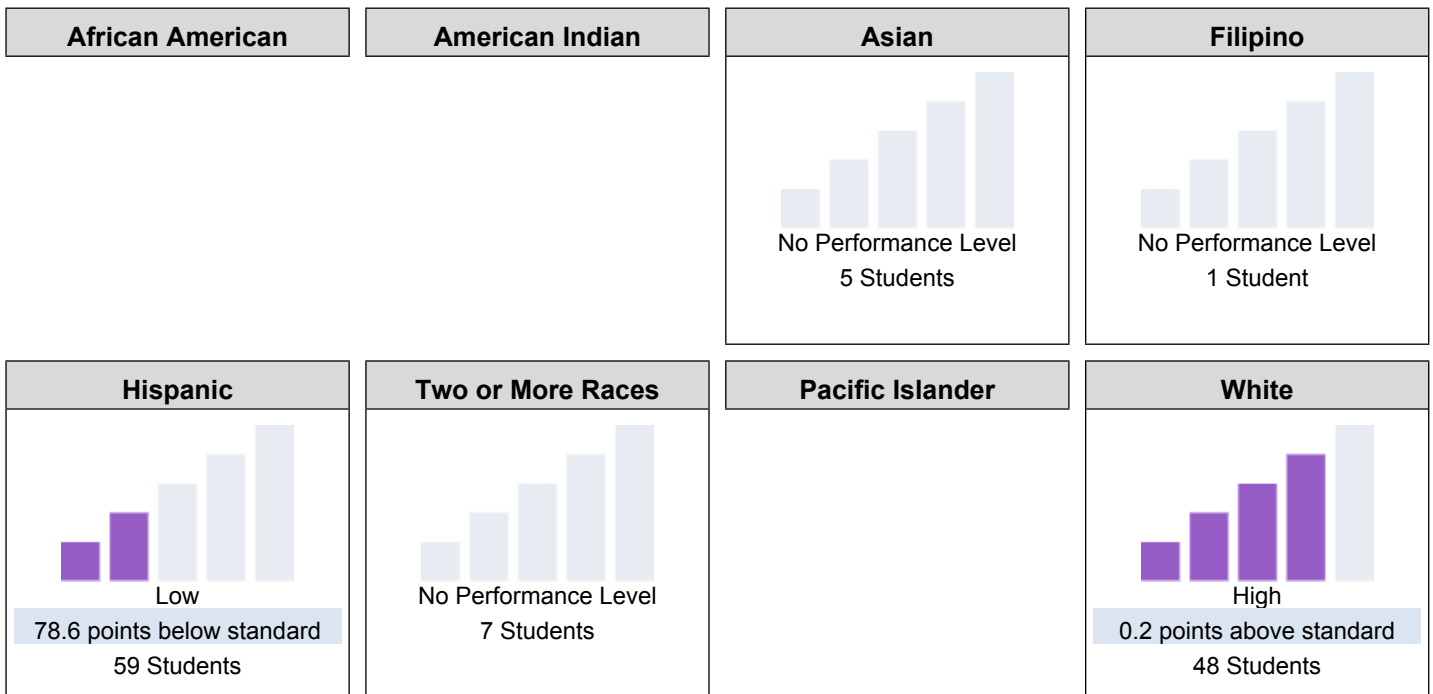 African American
American Indian
Asian
Filipino
No Performance Level
5 Students
No Performance Level
1 Student
Hispanic
Two or More Races
Pacific Islander
White
Low
78.6 points below standard
59 Students
No Performance Level
7 Students
High
0.2 points above standard
48 Students